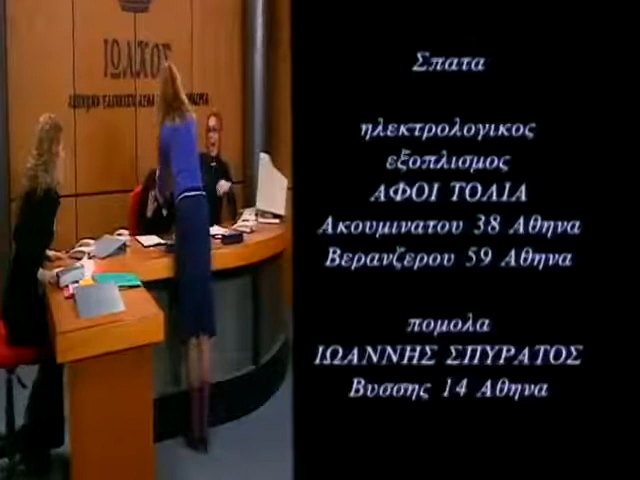 ΙΩΛΚΟΣ
Σπατα
ηλεκτρολογικος
εξοπλισμος
ΑΦΟΙ ΤΟΛΙΑ
Ακουμινατου 38 Αθηνα
Βερανζερου 59 Αθηνα
πομολα
ΙΩΑΝΝΗΣ ΣΠΥΡΑΤΟΣ
Βυσσης 14 Αθηνα